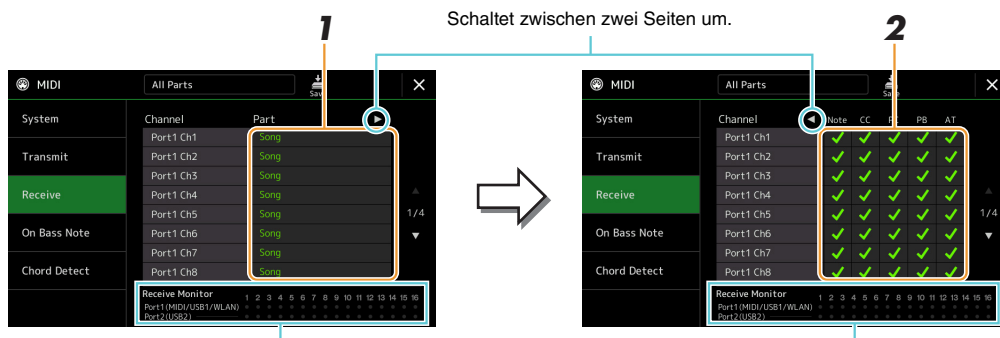 Schaltet zwischen zwei Seiten um.
1
2
MIDI
All Parts
Save
System
Transmit
Receive
On Bass Note
Chord Detect
Channel Part
Port1 Ch1 Song
Port1 Ch2 Song
Port1 Ch3 Song
Port1 Ch4 Song
Port1 Ch5 Song
Port1 Ch6 Song
Port1 Ch7 Song
Port1 Ch8 Song
1/4
Receive Monitor 1 2 3 4 5 6 7 8 9 10 11 12 13 14 15 16
Port1(MIDI/USB1/WLAN)
Port2(USB2)
MIDI
All Parts
Save
System
Transmit
Receive
On Bass Note
Chord Detect
Channel Note CC PC PB AT
Port1 Ch1
Port1 Ch2
Port1 Ch3
Port1 Ch4
Port1 Ch5
Port1 Ch6
Port1 Ch7
Port1 Ch8
1/4
Receive Monitor 1 2 3 4 5 6 7 8 9 10 11 12 13 14 15 16
Port1(MIDI/USB1/WLAN)
Port2(USB2)